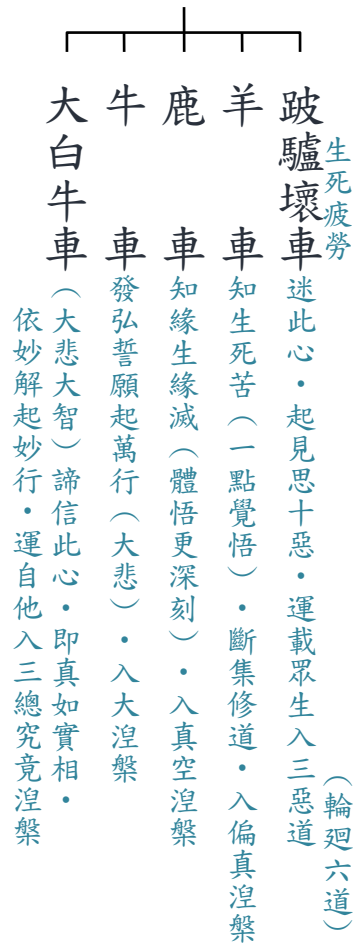 生死疲勞
跛驢壞車
迷此心．起見思十惡．運載眾生入三惡道
（輪迴六道）
羊車
知生死苦（一點覺悟）．斷集修道．入偏真涅槃
鹿車
知緣生緣滅（體悟更深刻）．入真空涅槃
牛車
發弘誓願起萬行（大悲）．入大涅槃
大白牛車
（大悲大智）諦信此心．即真如實相．
依妙解起妙行．運自他入三總究竟涅槃